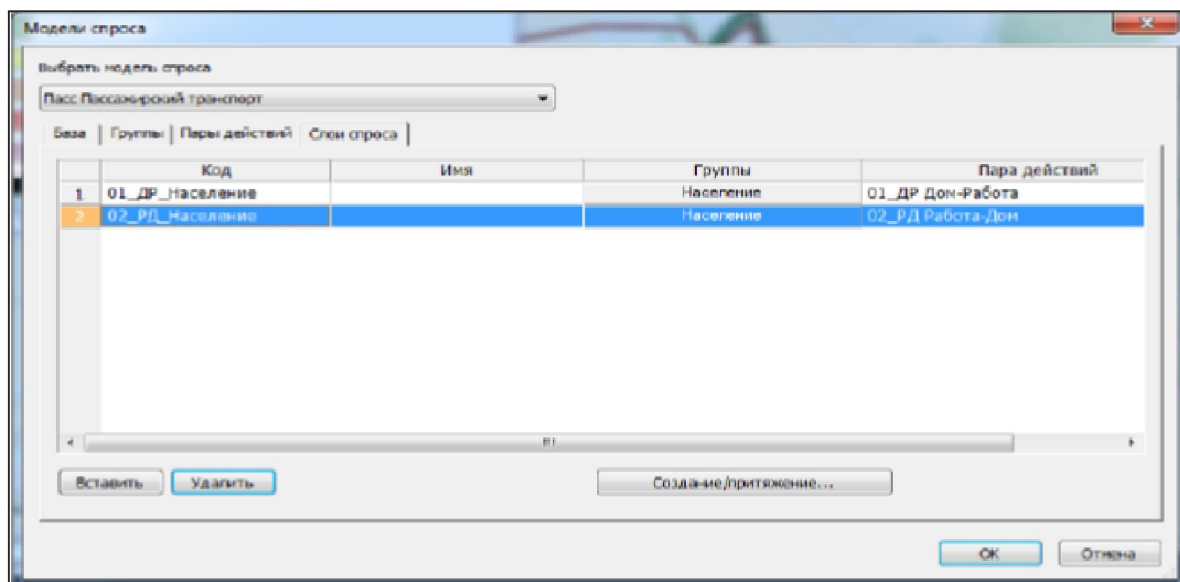 Модели спроса
Выбрать модель спроса
Пасс Пассажирский транспорт
База Группы Пары действий Слои спроса
Код Имя Группы Пара действий
1 01_ДР_Население Население 01_ДР Дом-Работа
2 02_РД_Население Население 02_РД Работа-Дом
Вставить Удалить Создание/притяжение...
ОК Отмена